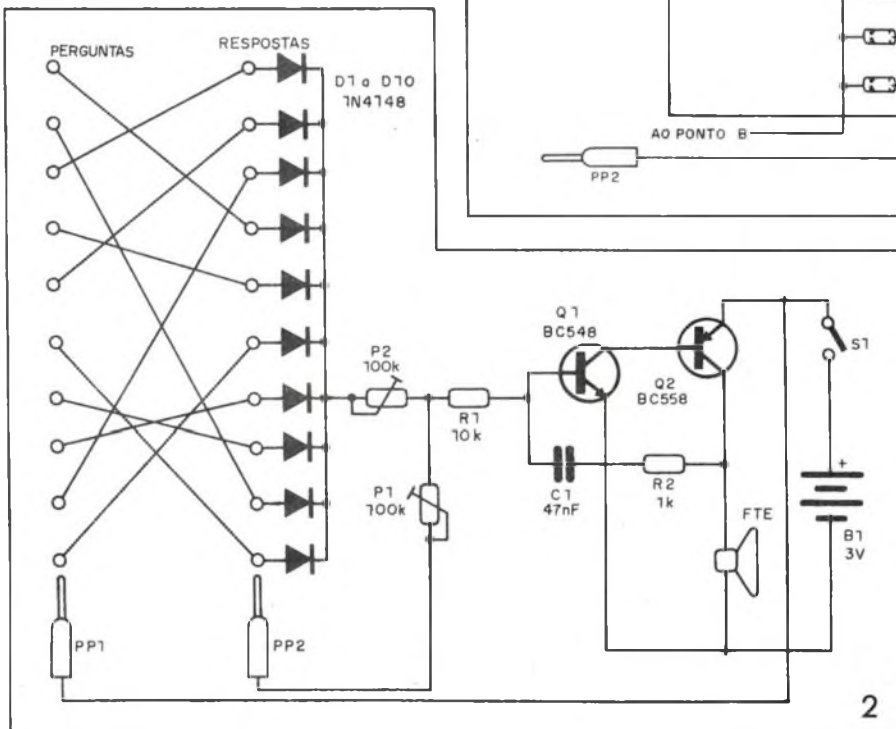 PERGUNTAS
RESPOSTAS
D1 a D10
1N4148
AO PONTO B
PP2
P2
100k
R1
10k
P1
100k
Q1
BC548
Q2
BC558
C1
47nF
R2
1k
FTE
S1
+
B1
3V
PP1
PP2
2